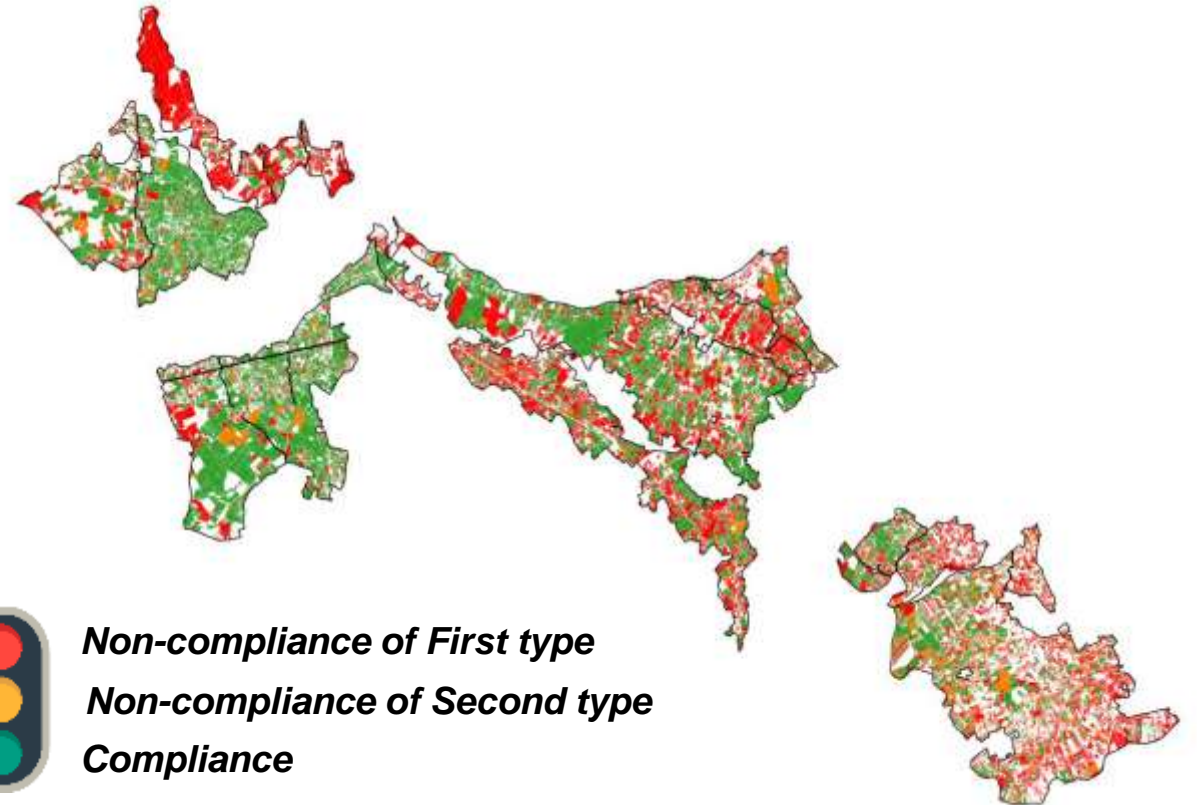 Non-compliance of First type
Non-compliance of Second type
Compliance